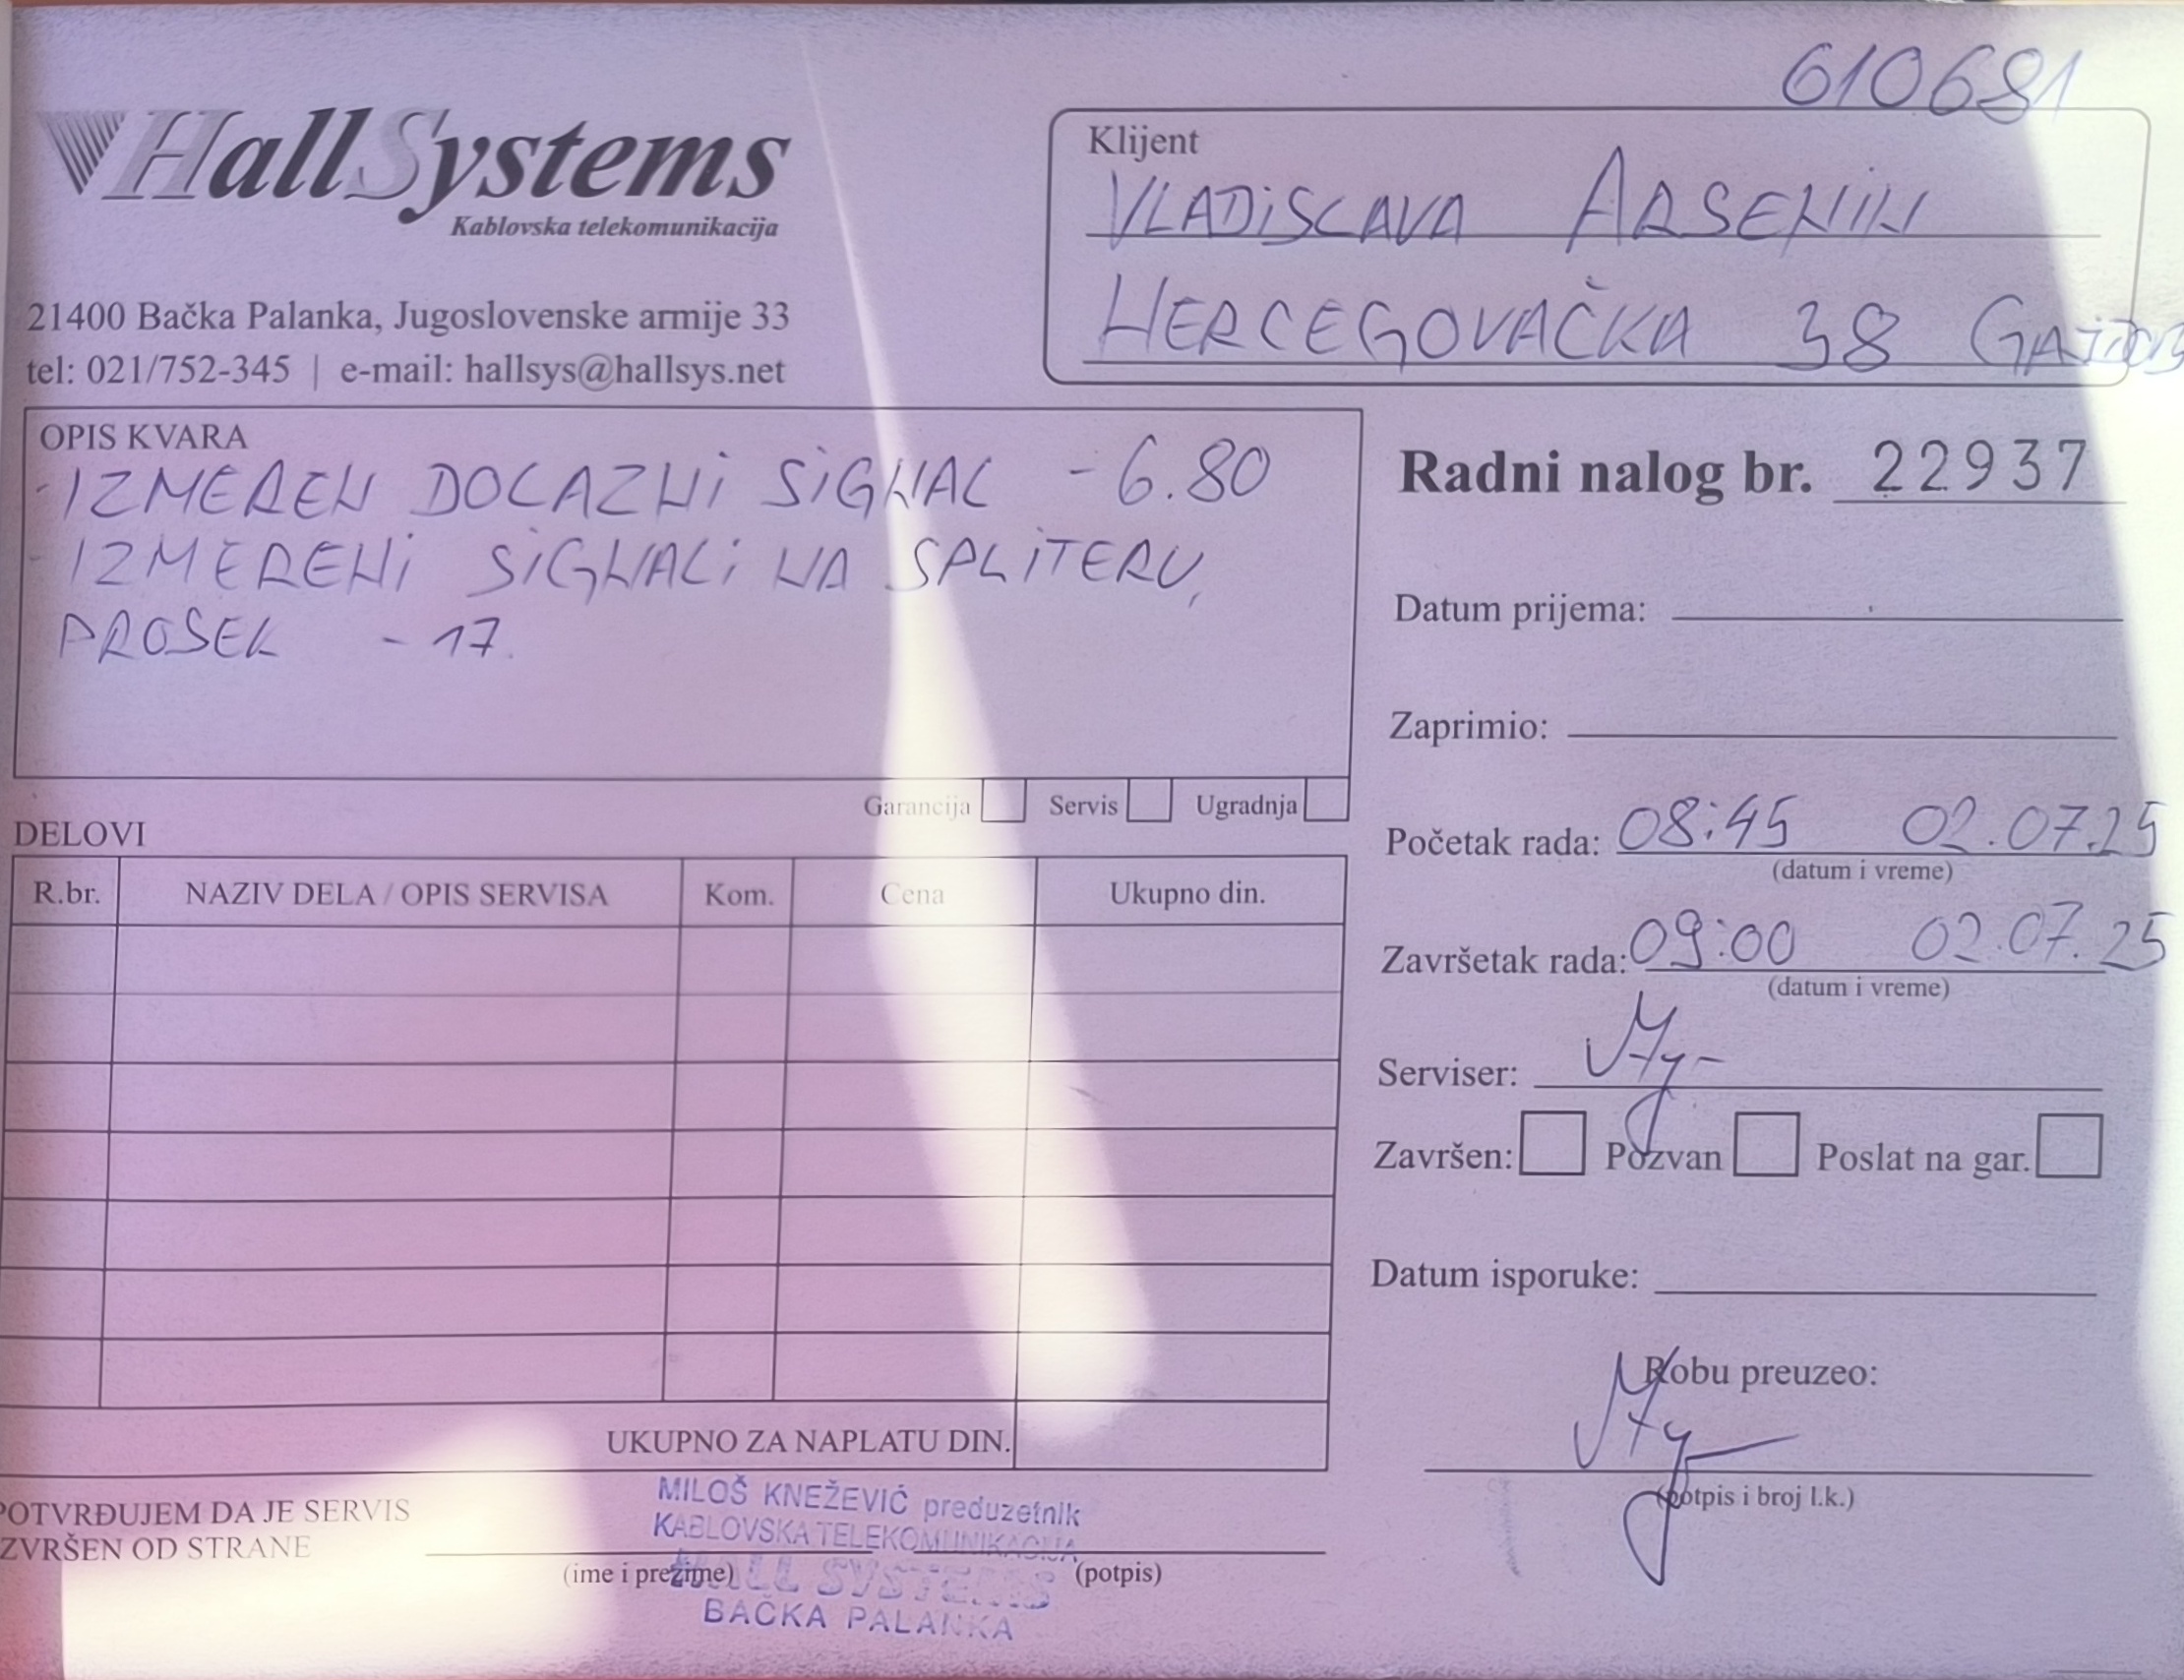 610681
HallSystems
Kablovska telekomunikacija
21400 Bačka Palanka, Jugoslovenske armije 33
tel: 021/752-345 | e-mail: hallsys@hallsys.net
Klijent
VLADISLAVA ARSENIN
HERCEGOVAČKA 38
OPIS KVARA
- IZMEREN DOLAZNI SIGNAL - 6.80
- IZMERENI SIGNALI NA SPLITERU,
PROSEK - 17.
Garancija Servis Ugradnja
Radni nalog br. 22937
Datum prijema:
Zaprimio:
Početak rada: 08:45 02.07.25
(datum i vreme)
Završetak rada: 09:00 02.07.25
(datum i vreme)
Serviser:
Završen: Pozvan Poslat na gar.
Datum isporuke:
Robu preuzeo:
(potpis i broj l.k.)
DELOVI
R.br. NAZIV DELA / OPIS SERVISA Kom. Cena Ukupno din.
UKUPNO ZA NAPLATU DIN.
POTVRĐUJEM DA JE SERVIS
IZVRŠEN OD STRANE
(ime i prezime) (potpis)
MILOŠ KNEŽEVIĆ preduzetnik
KABLOVSKA TELEKOMUNIKACIJA
HALL SYSTEMS
BAČKA PALANKA